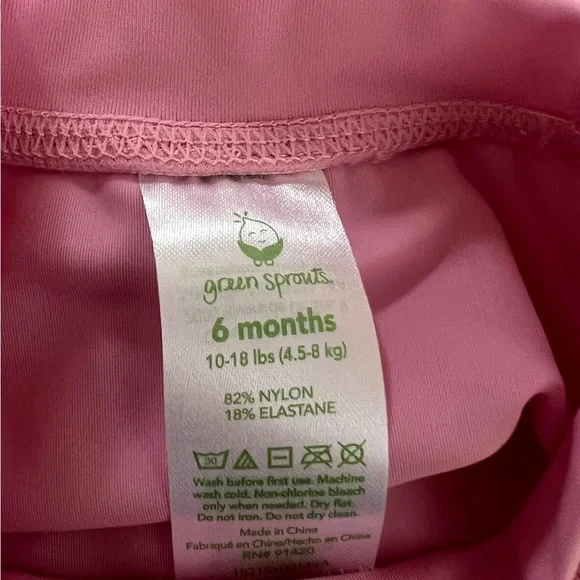 green sprouts.
6 months
10-18 lbs (4.5-8 kg)
82% NYLON
18% ELASTANE
30
Wash before first use. Machine
wash cold. Non-chlorine bleach
only when needed. Dry flat.
Do not iron. Do not dry clean.
Made in China
Fabriqué en Chine/Hecho en China
RN# 91420